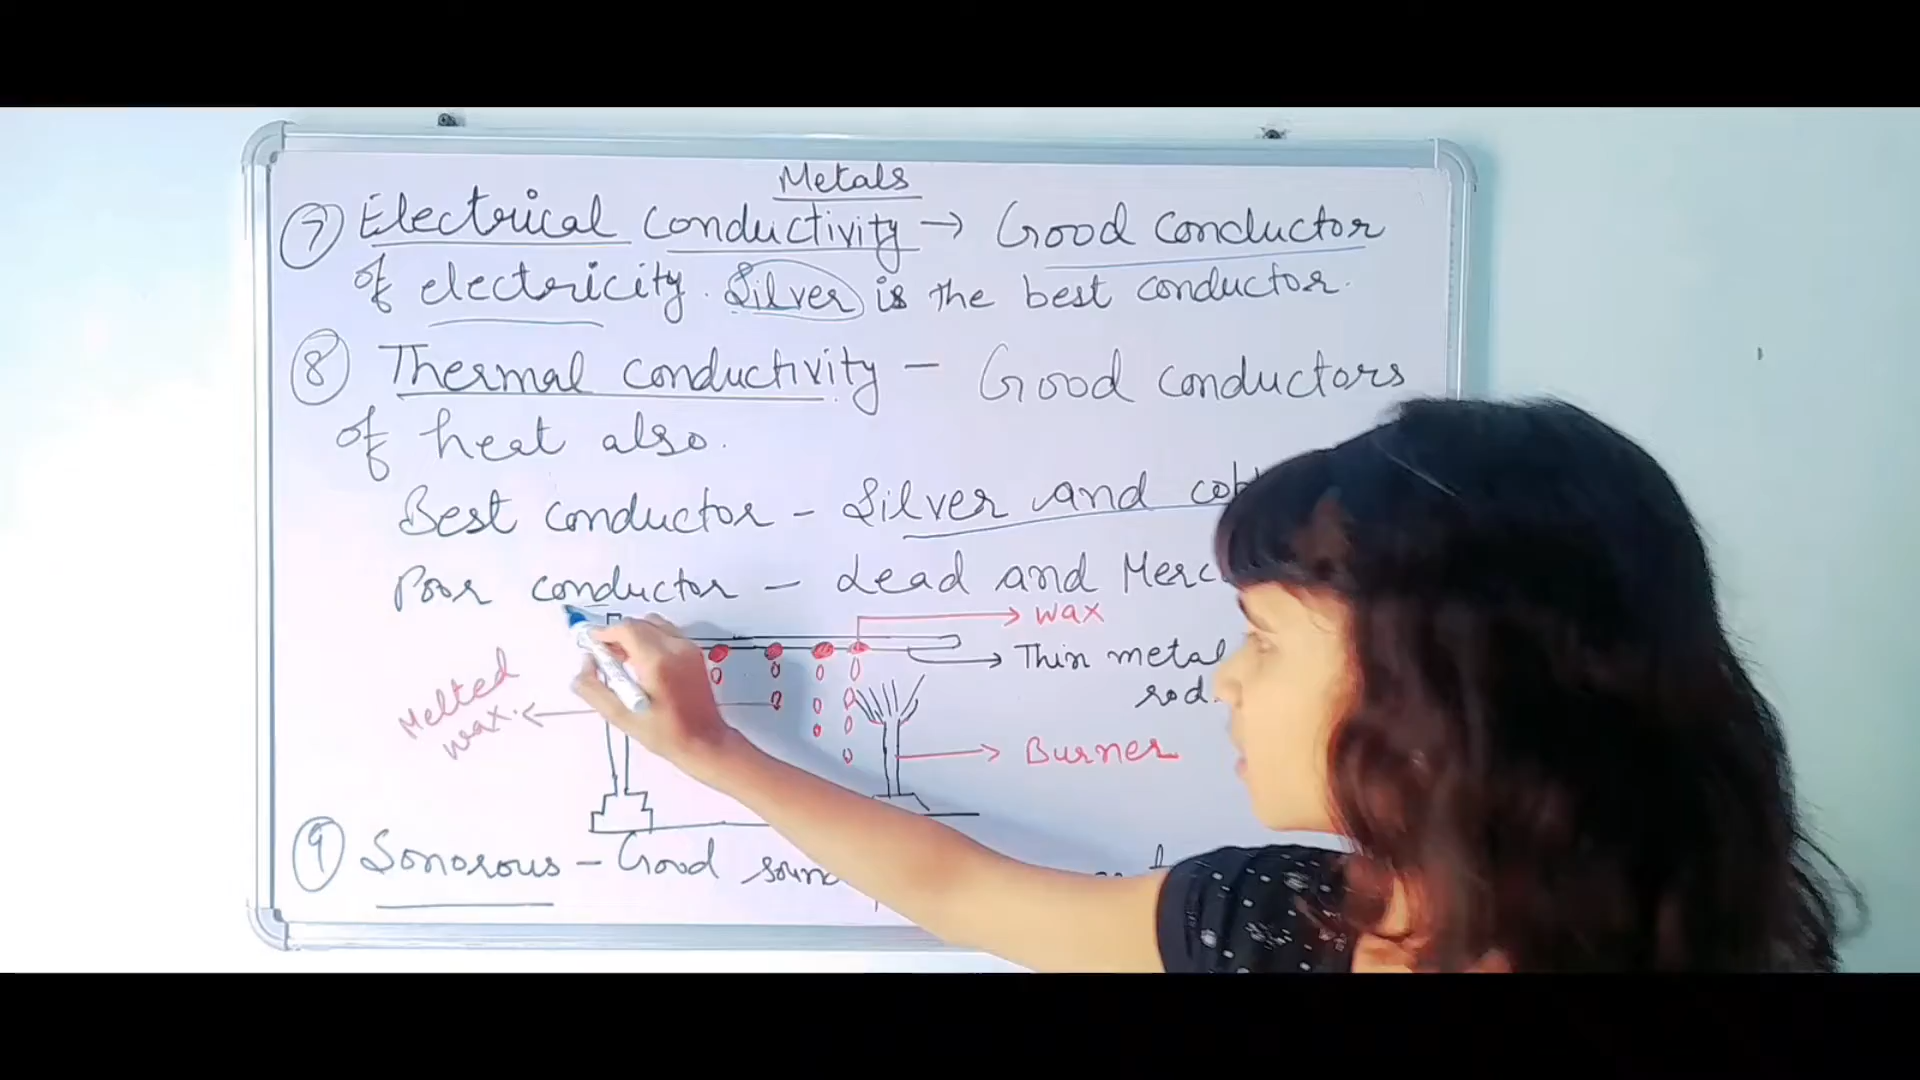 Metals
7 Electrical conductivity → Good conductor
of electricity. Silver is the best conductor.
8 Thermal conductivity - Good conductors
of heat also.
Best conductor - Silver and
Poor conductor - Lead and
wax
Thin metal
rod.
Melted
wax.
Burner
9 Sonorous - Good